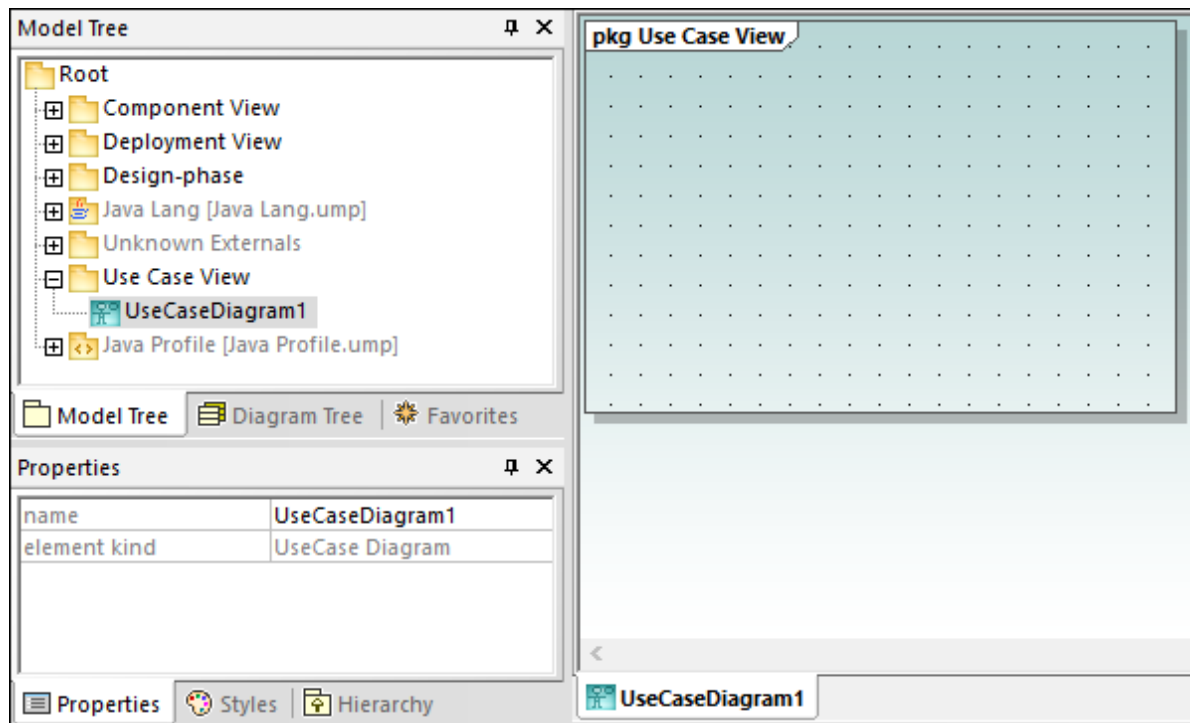 Model Tree
Root
Component View
Deployment View
Design-phase
Java Lang [Java Lang.ump]
Unknown Externals
Use Case View
UseCaseDiagram1
Java Profile [Java Profile.ump]
Model Tree Diagram Tree Favorites
Properties
name UseCaseDiagram1
element kind UseCase Diagram
Properties Styles Hierarchy
pkg Use Case View
UseCaseDiagram1